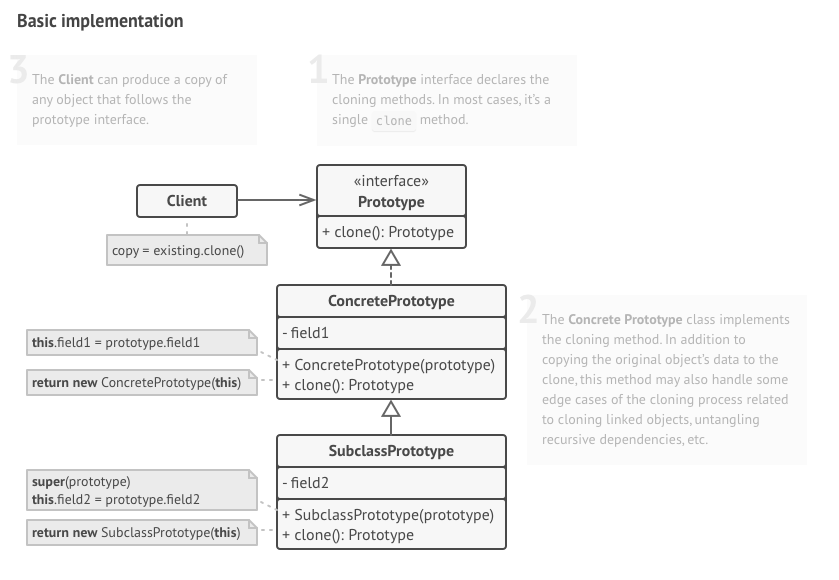 Basic implementation
3
The Client can produce a copy of
any object that follows the
prototype interface.
1
The Prototype interface declares the
cloning methods. In most cases, it's a
single clone method.
Client
«interface»
Prototype
+ clone(): Prototype
copy = existing.clone()
ConcretePrototype
- field1
+ ConcretePrototype(prototype)
+ clone(): Prototype
this.field1 = prototype.field1
return new ConcretePrototype(this)
2
The Concrete Prototype class implements
the cloning method. In addition to
copying the original object's data to the
clone, this method may also handle some
edge cases of the cloning process related
to cloning linked objects, untangling
recursive dependencies, etc.
SubclassPrototype
- field2
+ SubclassPrototype(prototype)
+ clone(): Prototype
super(prototype)
this.field2 = prototype.field2
return new SubclassPrototype(this)